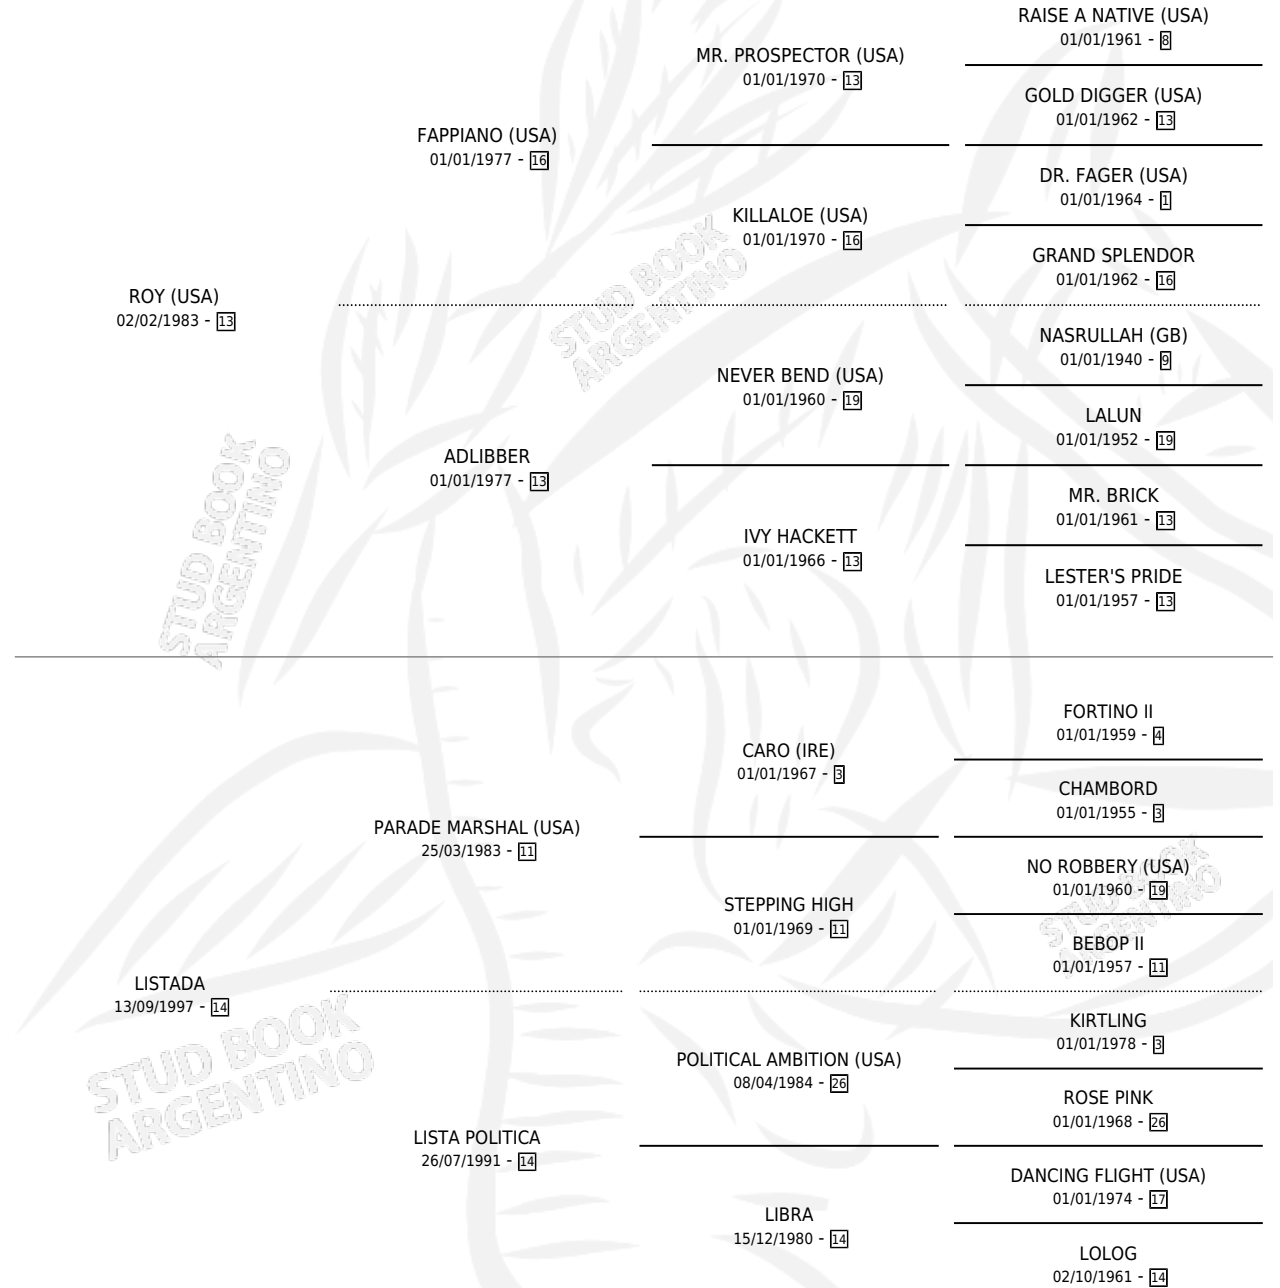 RAISE A NATIVE (USA)
01/01/1961 - 8
MR. PROSPECTOR (USA)
01/01/1970 - 13
GOLD DIGGER (USA)
01/01/1962 - 13
FAPPIANO (USA)
01/01/1977 - 16
DR. FAGER (USA)
01/01/1964 - 1
KILLALOE (USA)
01/01/1970 - 16
GRAND SPLENDOR
01/01/1962 - 16
ROY (USA)
02/02/1983 - 13
NASRULLAH (GB)
01/01/1940 - 9
NEVER BEND (USA)
01/01/1960 - 19
LALUN
01/01/1952 - 19
ADLIBBER
01/01/1977 - 13
MR. BRICK
01/01/1961 - 13
IVY HACKETT
01/01/1966 - 13
LESTER'S PRIDE
01/01/1957 - 13
FORTINO II
01/01/1959 - 4
CARO (IRE)
01/01/1967 - 3
CHAMBORD
01/01/1955 - 3
PARADE MARSHAL (USA)
25/03/1983 - 11
NO ROBBERY (USA)
01/01/1960 - 19
STEPPING HIGH
01/01/1969 - 11
BEBOP II
01/01/1957 - 11
LISTADA
13/09/1997 - 14
KIRTLING
01/01/1978 - 3
POLITICAL AMBITION (USA)
08/04/1984 - 26
ROSE PINK
01/01/1968 - 26
LISTA POLITICA
26/07/1991 - 14
DANCING FLIGHT (USA)
01/01/1974 - 17
LIBRA
15/12/1980 - 14
LOLOG
02/10/1961 - 14
STUD BOOK
ARGENTINO
STUD BOOK
ARGENTINO
STUD BOOK
ARGENTINO
STUD BOOK
ARGENTINO